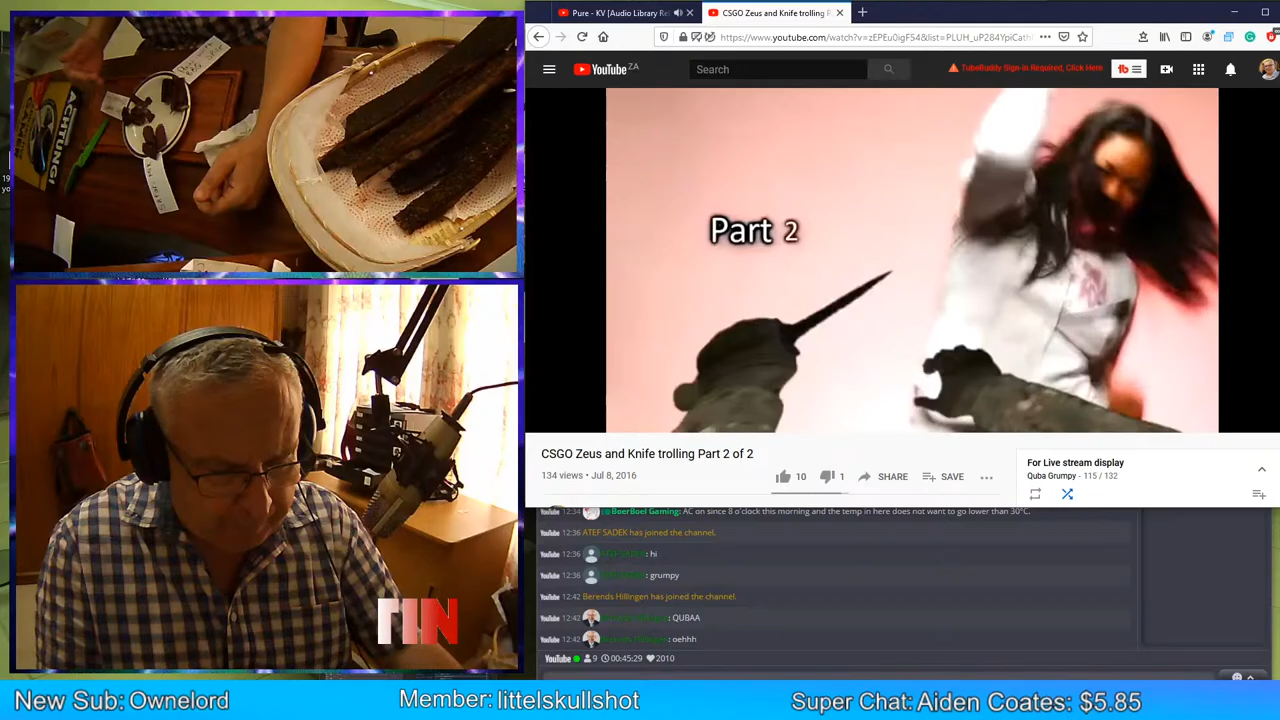 ACHTUNG!
Pure - KV [Audio Library Re
CSGO Zeus and Knife trolling P
https://www.youtube.com/watch?v=zEPEu0igF54&list=PLUH_uP284YpiCath
YouTube ZA
Search
TubeBuddy Sign-In Required, Click Here
tb
Part 2
CSGO Zeus and Knife trolling Part 2 of 2
134 views • Jul 8, 2016
10
1
SHARE
SAVE
For Live stream display
Quba Grumpy - 115 / 132
YouTube 12:34 BoerBoel Gaming: AC on since 8 o'clock this morning and the temp in here does not want to go lower than 30°C.
YouTube 12:36 ATEF SADEK has joined the channel.
YouTube 12:36 ATEF SADEK: hi
YouTube 12:36 : grumpy
YouTube 12:42 Berends Hillingen has joined the channel.
YouTube 12:42 : QUBAA
YouTube 12:42 : oehhh
YouTube 9 00:45:29 2010
New Sub: Ownelord
Member: littelskullshot
Super Chat: Aiden Coates: $5.85